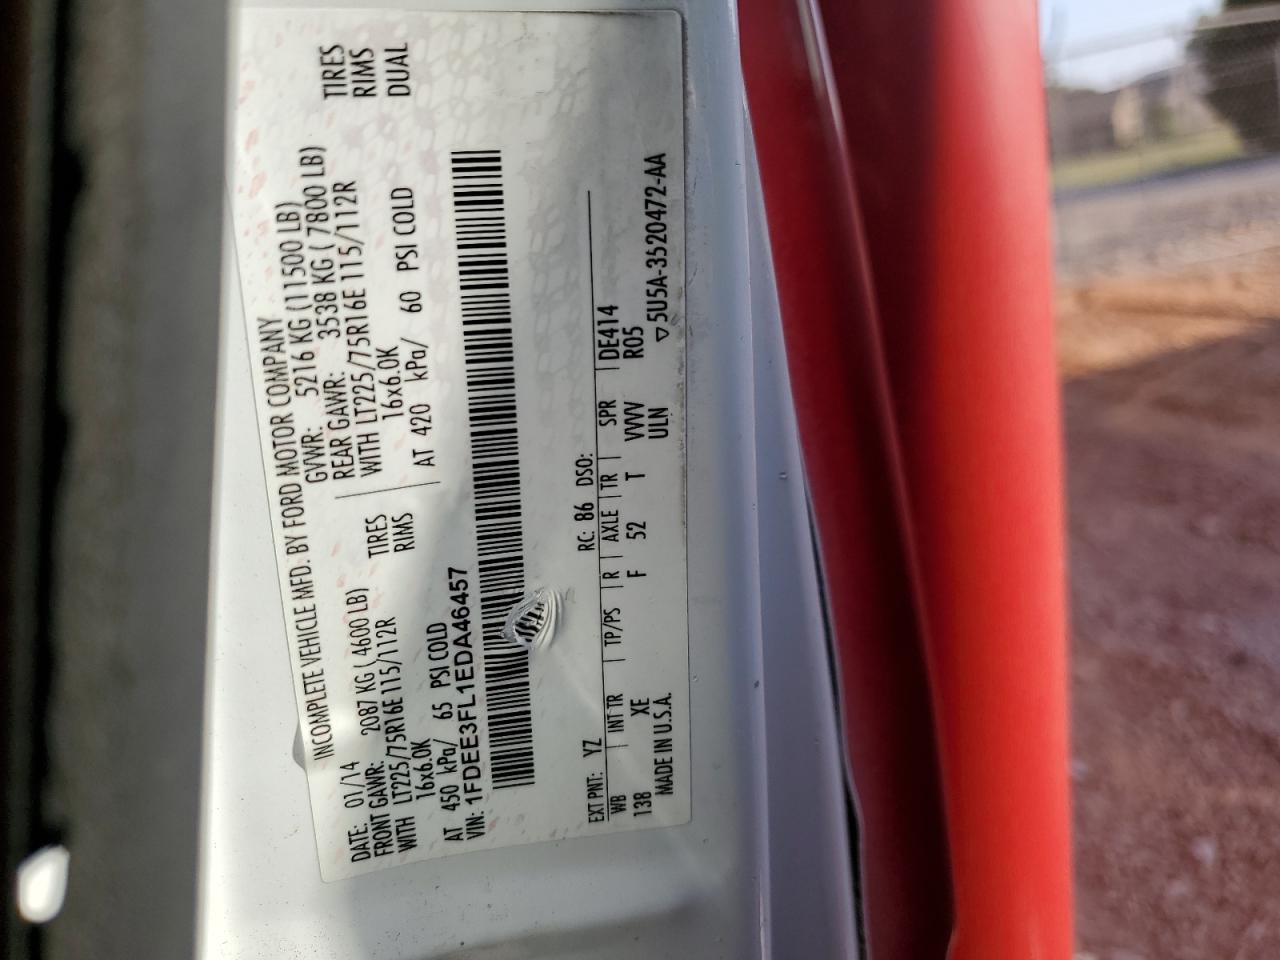 INCOMPLETE VEHICLE MFD. BY FORD MOTOR COMPANY
DATE: 01/14 GVWR: 5216 KG (11500 LB)
FRONT GAWR: 2087 KG ( 4600 LB) REAR GAWR: 3538 KG ( 7800 LB)
WITH LT225/75R16E 115/112R TIRES WITH LT225/75R16E 115/112R TIRES
16x6.0K RIMS 16x6.0K RIMS
AT 450 kPa/ 65 PSI COLD AT 420 kPa/ 60 PSI COLD DUAL
VIN: 1FDEE3FL1EDA46457
EXT PNT: YZ RC: 86 DSO:
WB INT TR TP/PS R AXLE TR SPR DE414
138 XE F 52 T VVVV R05
MADE IN U.S.A. ULN ▽5U5A-3520472-AA